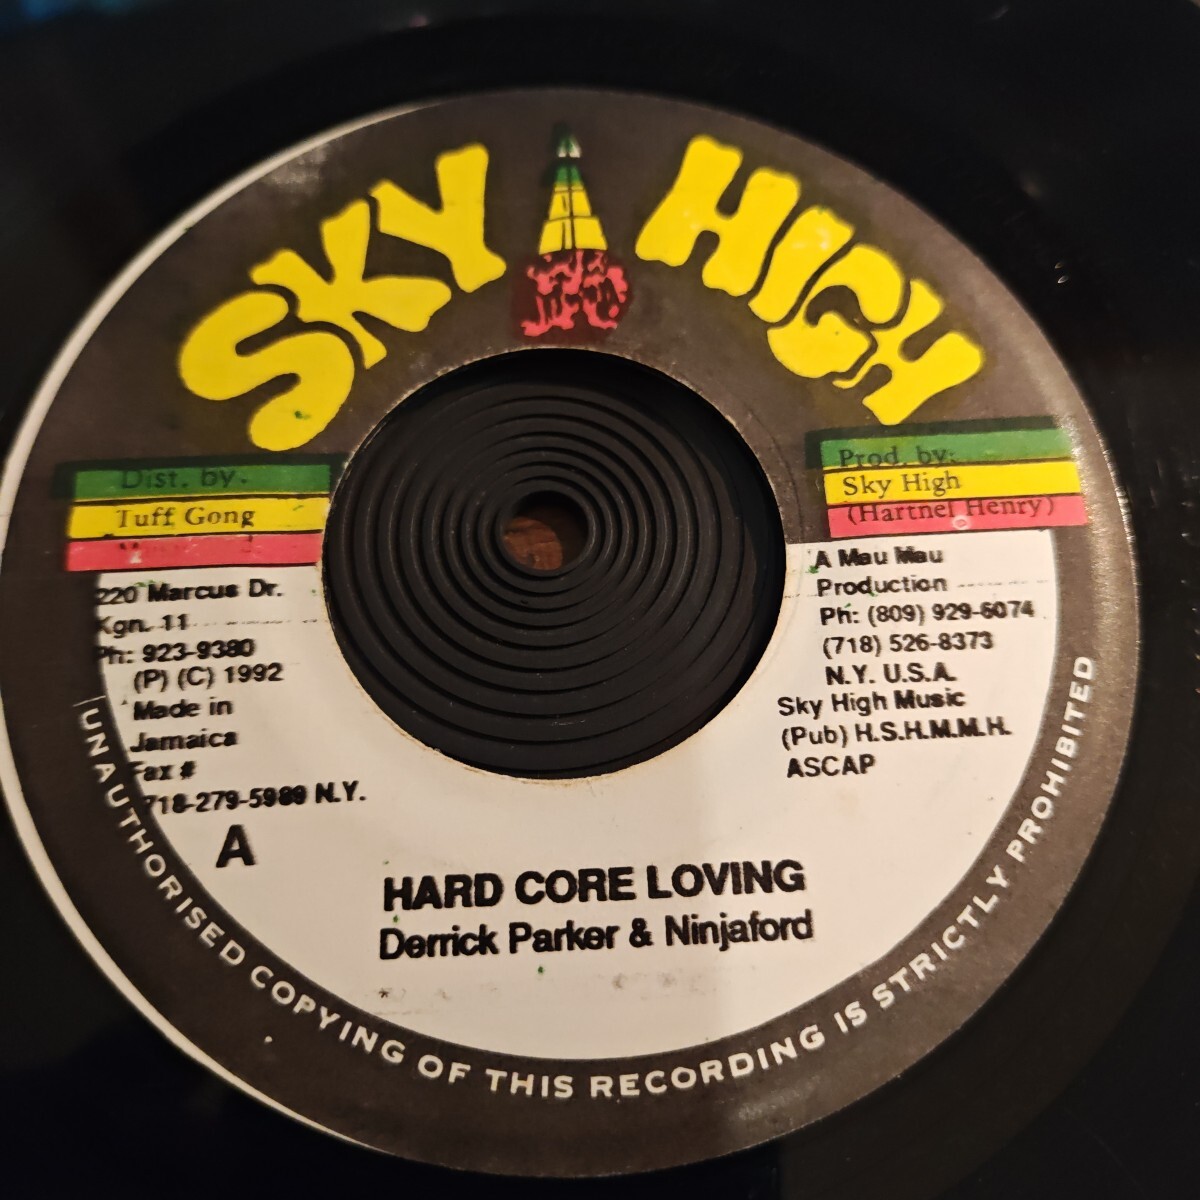 SKY HIGH
Dist. by:
Tuff Gong
220 Marcus Dr.
Kgn. 11
Ph: 923-9380
(P) (C) 1992
Made in
Jamaica
Fax #
718-279-5989 N.Y.
A
Prod. by:
Sky High
(Hartnel Henry)
A Mau Mau
Production
Ph: (809) 929-6074
(718) 526-8373
N.Y. U.S.A.
Sky High Music
(Pub) H.S.H.M.M.H.
ASCAP
HARD CORE LOVING
Derrick Parker & Ninjaford
UNAUTHORISED COPYING OF THIS RECORDING IS STRICTLY PROHIBITED